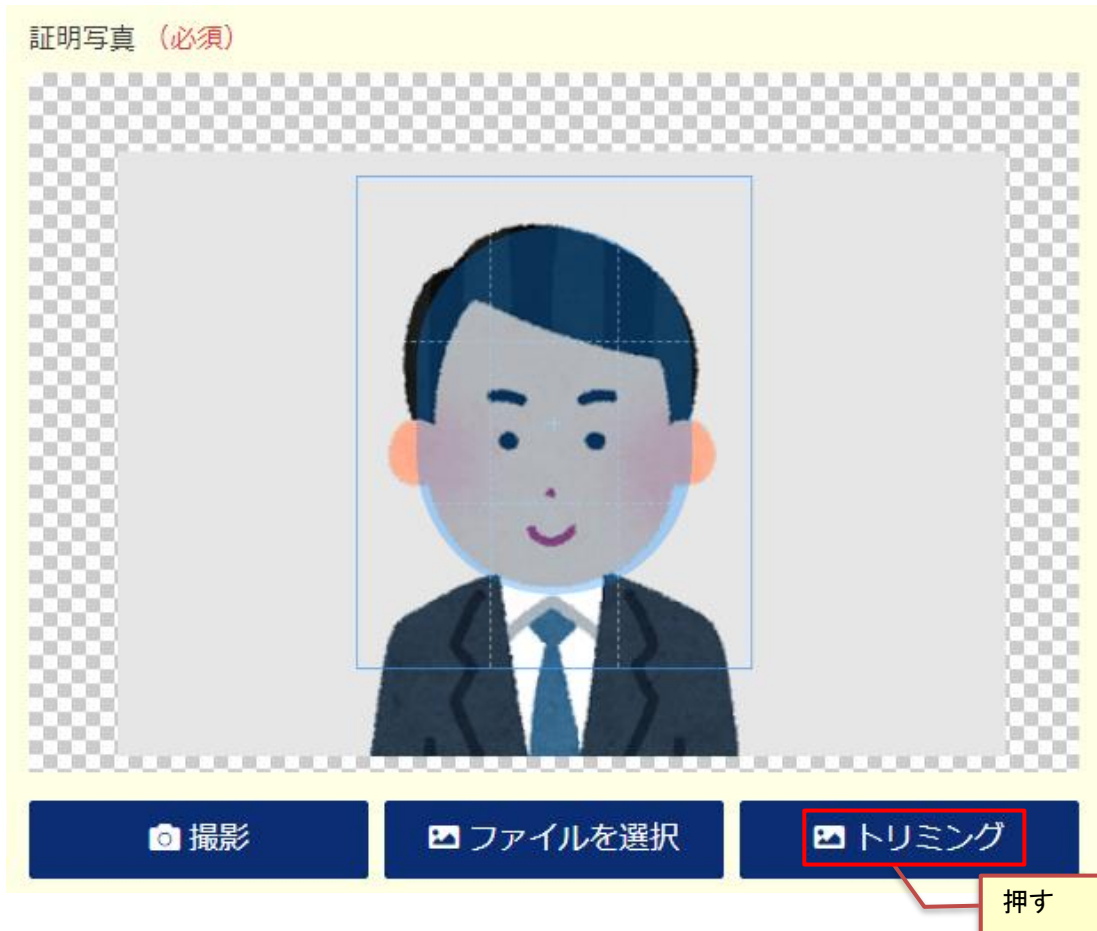 証明写真 （必須）
撮影
ファイルを選択
トリミング
押す